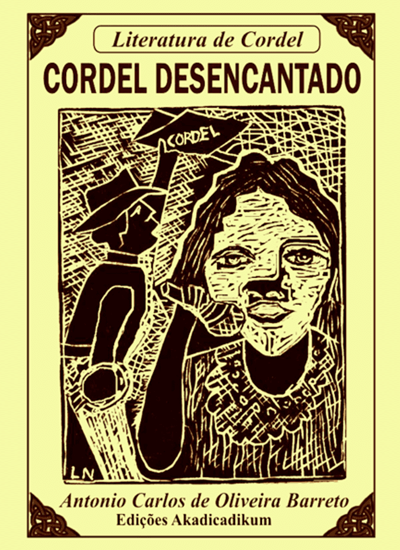 Literatura de Cordel
CORDEL DESENCANTADO
CORDEL
LN
Antonio Carlos de Oliveira Barreto
Edições Akadicadikum